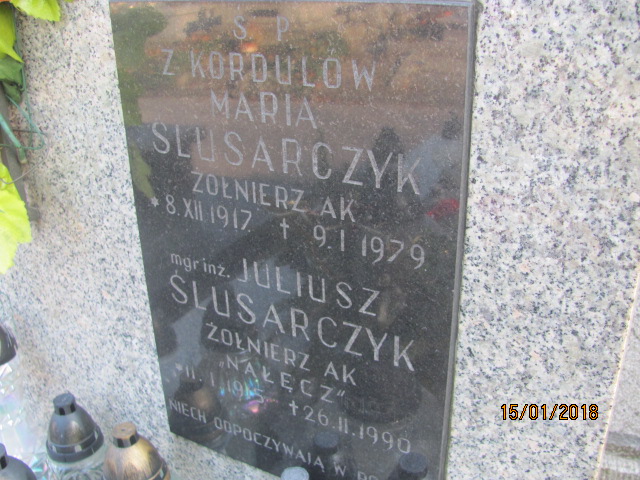 Ś P
Z KORDULÓW
MARIA
ŚLUSARCZYK
ŻOŁNIERZ AK
* 8.XII 1917 † 9.I 1979
mgr inż. JULIUSZ
ŚLUSARCZYK
ŻOŁNIERZ AK
„NAŁĘCZ”
† 26.II.1990
NIECH ODPOCZYWAJĄ W
15/01/2018